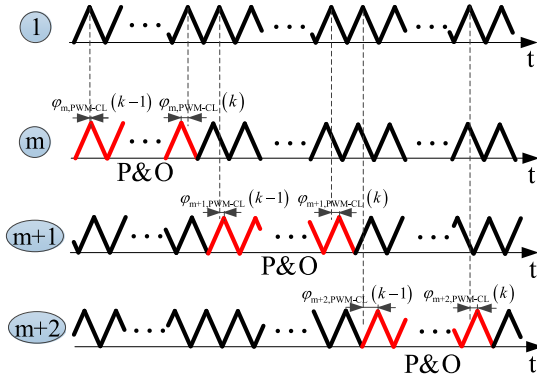 1
... ... ...
t
φm,PWM-CL(k−1) φm,PWM-CL(k)
m
... ... ...
t
P&O
φm+1,PWM-CL(k−1) φm+1,PWM-CL(k)
m+1
... ... ...
t
P&O
φm+2,PWM-CL(k−1) φm+2,PWM-CL(k)
m+2
... ... ...
t
P&O